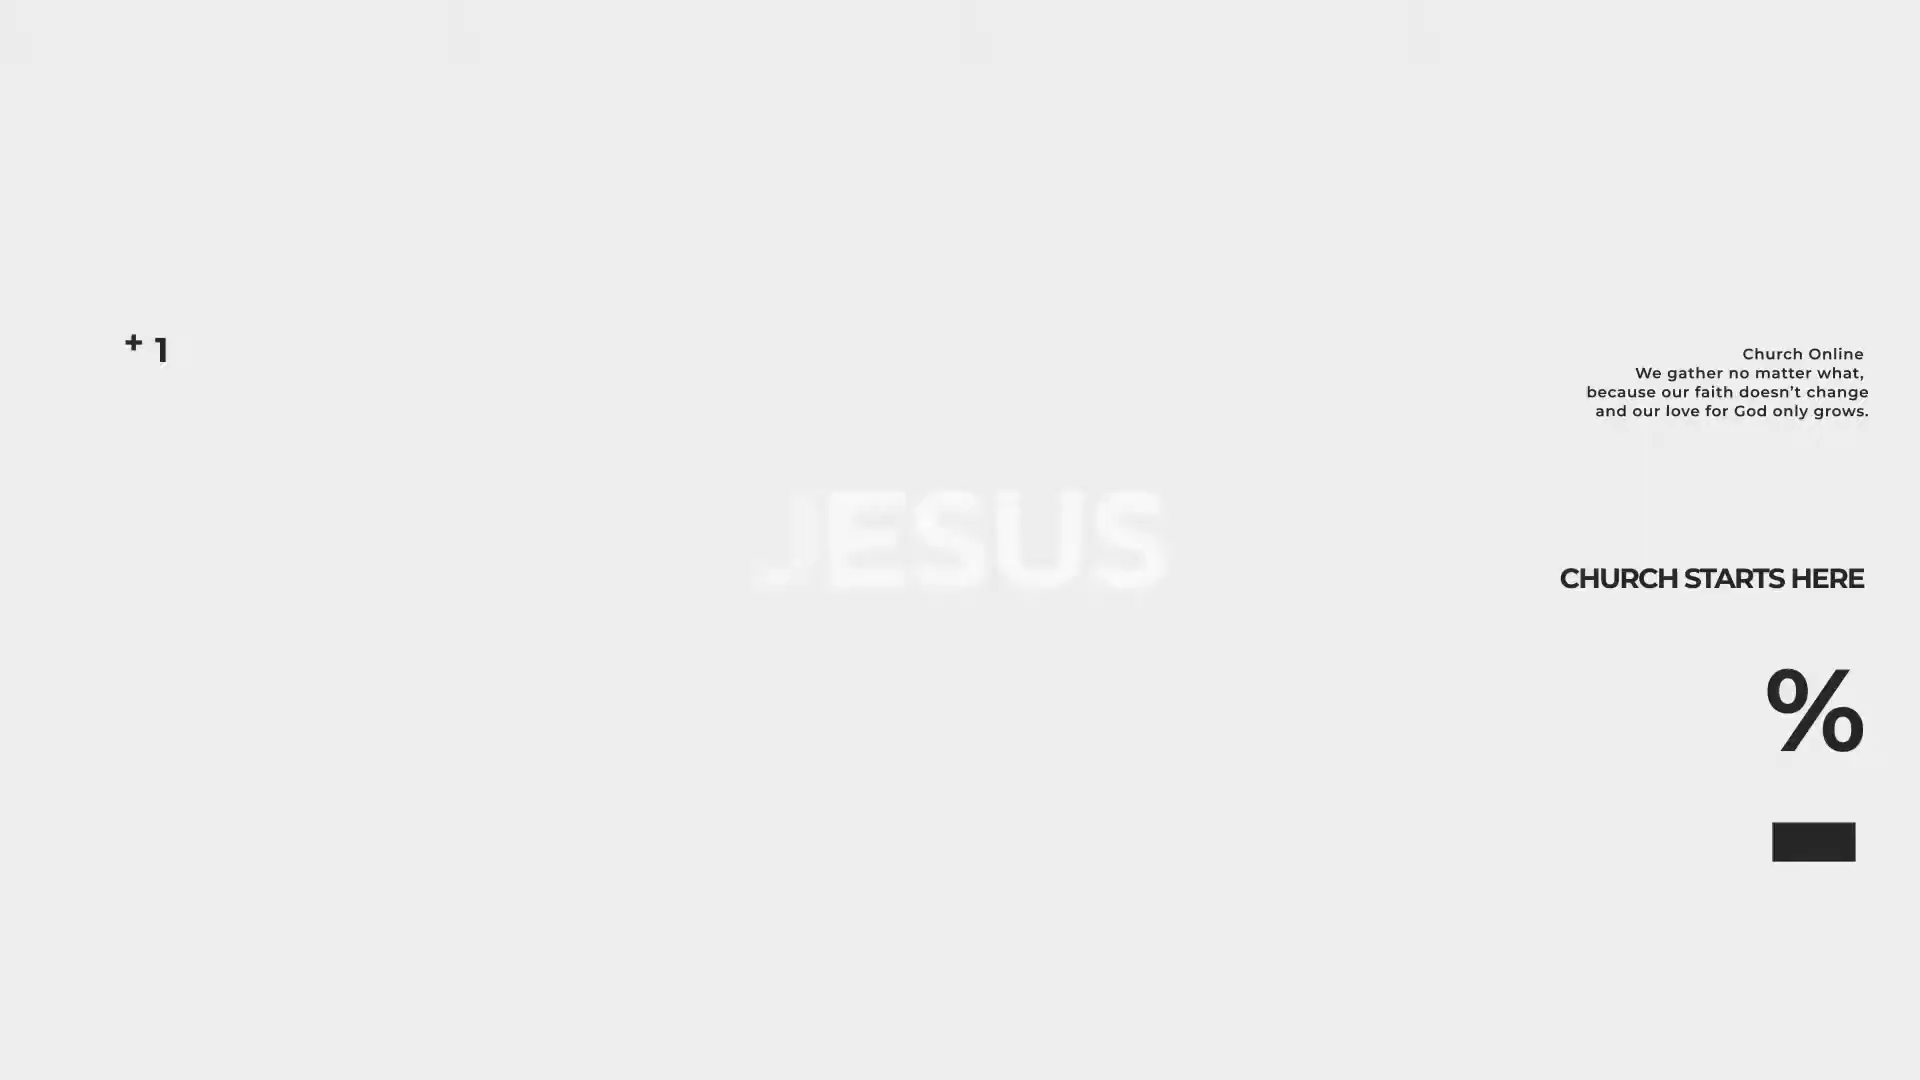 + 1
Church Online
We gather no matter what,
because our faith doesn't change
and our love for God only grows.
JESUS
CHURCH STARTS HERE
%